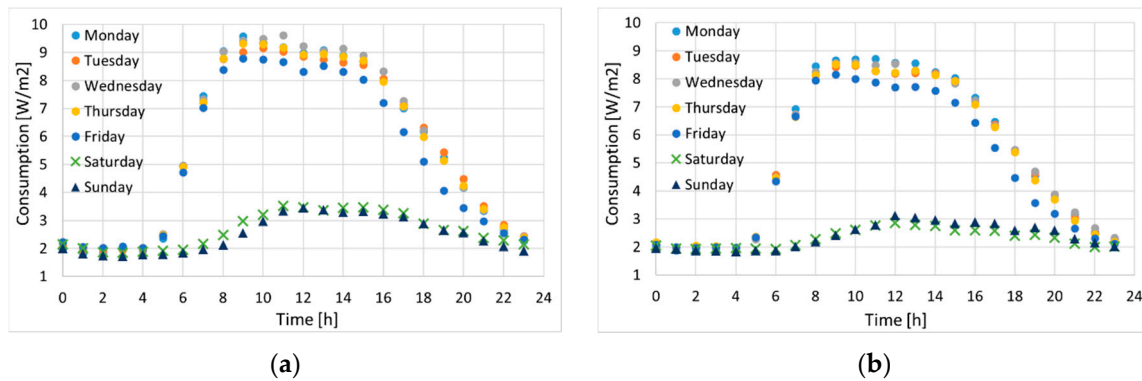 10
9
8
7
6
5
4
3
2
1
Consumption [W/m2]
Monday
Tuesday
Wednesday
Thursday
Friday
Saturday
Sunday
0 2 4 6 8 10 12 14 16 18 20 22 24
Time [h]
(a)
10
9
8
7
6
5
4
3
2
1
Consumption [W/m2]
Monday
Tuesday
Wednesday
Thursday
Friday
Saturday
Sunday
0 2 4 6 8 10 12 14 16 18 20 22 24
Time [h]
(b)